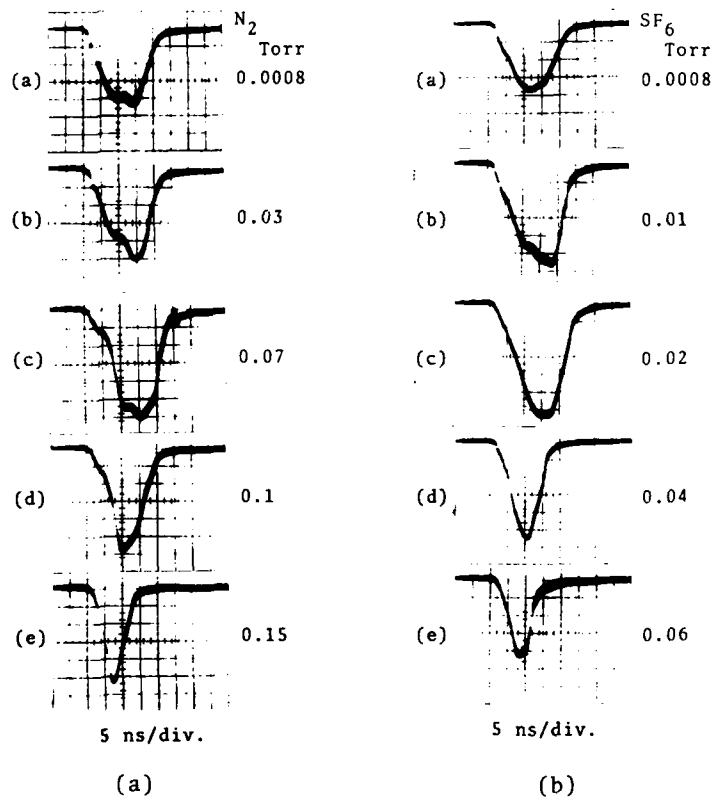 N2
Torr
(a) 0.0008
(b) 0.03
(c) 0.07
(d) 0.1
(e) 0.15
5 ns/div.
(a)
SF6
Torr
(a) 0.0008
(b) 0.01
(c) 0.02
(d) 0.04
(e) 0.06
5 ns/div.
(b)